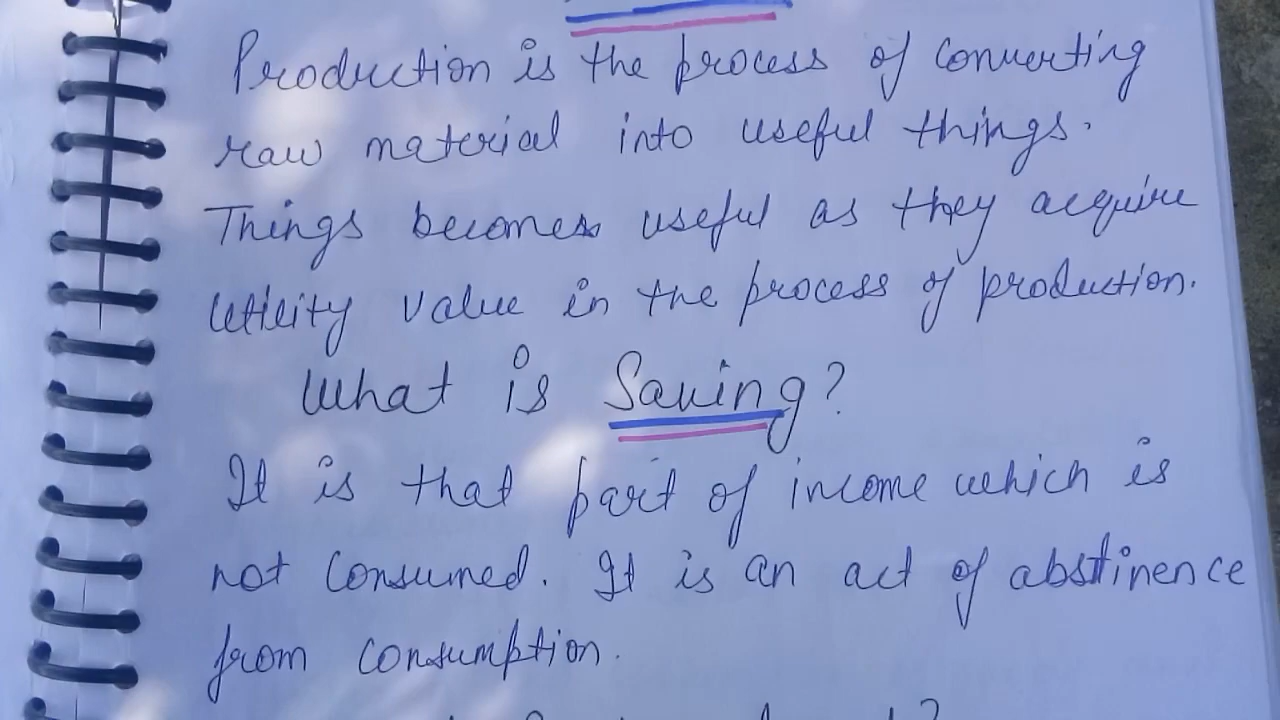 Production is the process of converting
raw material into useful things.
Things becomes useful as they acquire
utility value in the process of production.
What is Saving?
It is that part of income which is
not consumed. It is an act of abstinence
from consumption.